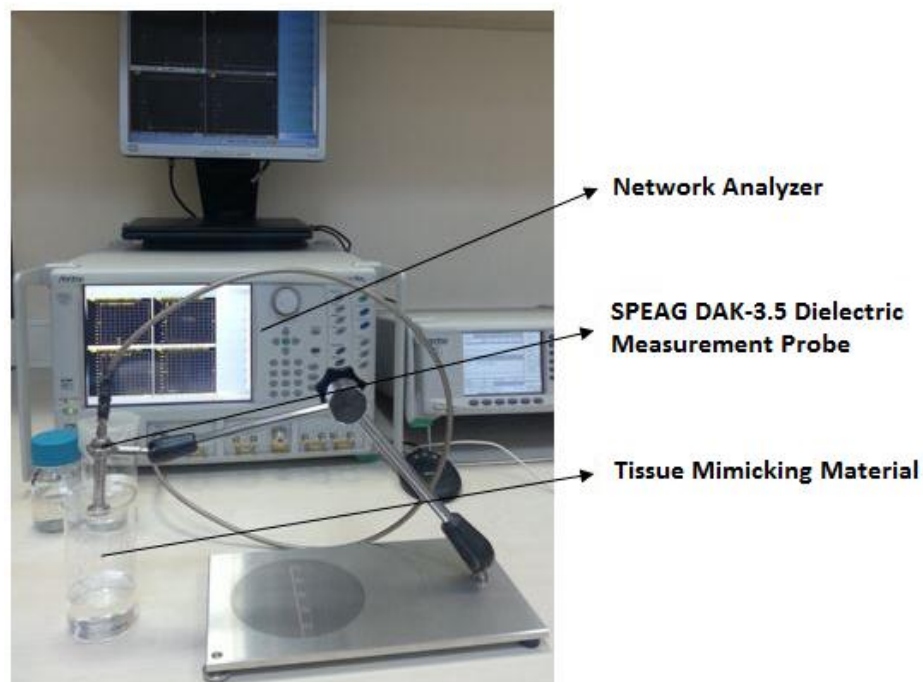 Network Analyzer
SPEAG DAK-3.5 Dielectric
Measurement Probe
Tissue Mimicking Material